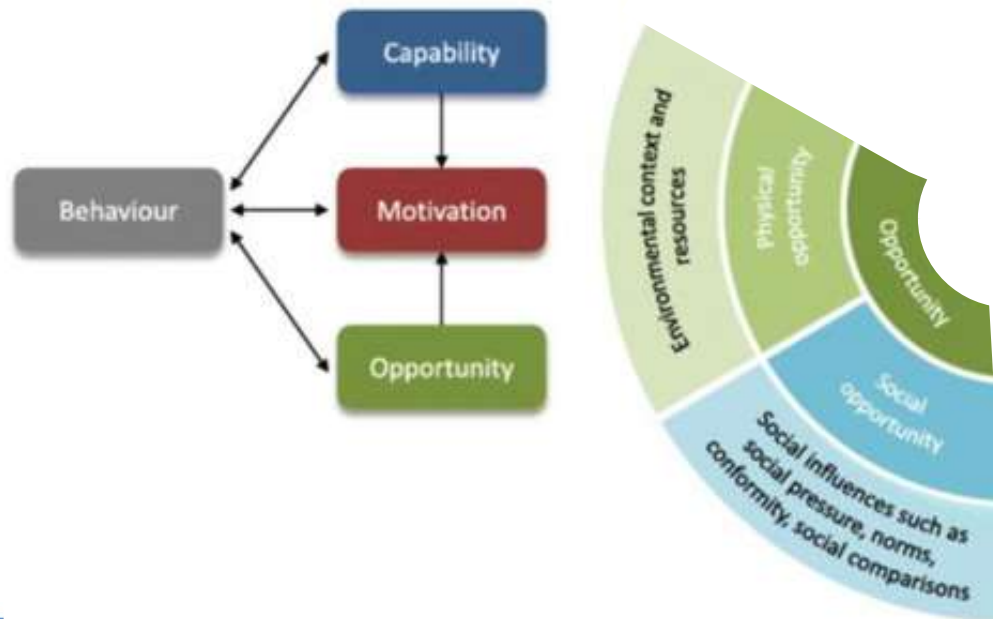 Capability
Behaviour
Motivation
Opportunity
Environmental context and
resources
Physical
opportunity
Opportunity
Social
opportunity
Social influences such as
social pressure, norms,
conformity, social comparisons